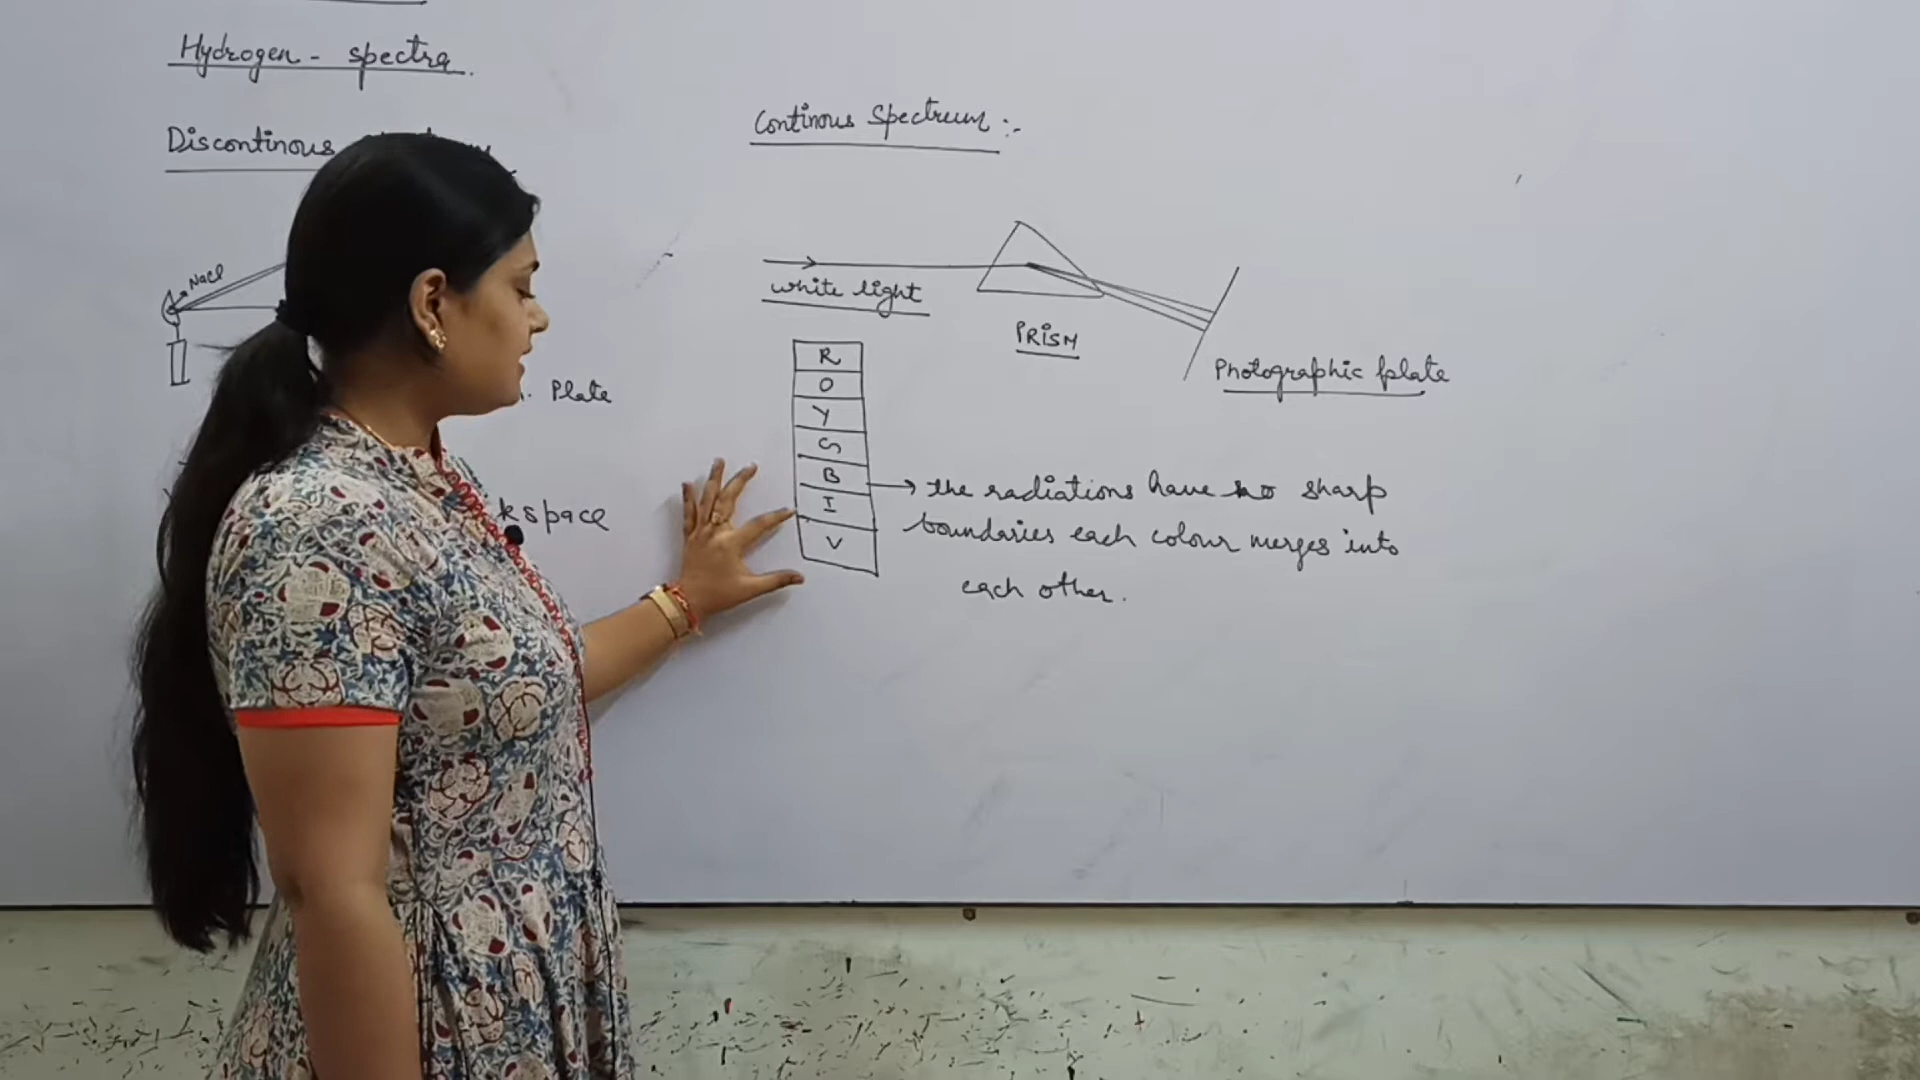 Hydrogen - spectra.
Discontinous
NaCl
Plate
kspace
Continous Spectrum :-
white light
PRISM
Photographic plate
R
O
Y
G
B
I
V
→ the radiations have no sharp
boundaries each colour merges into
each other.